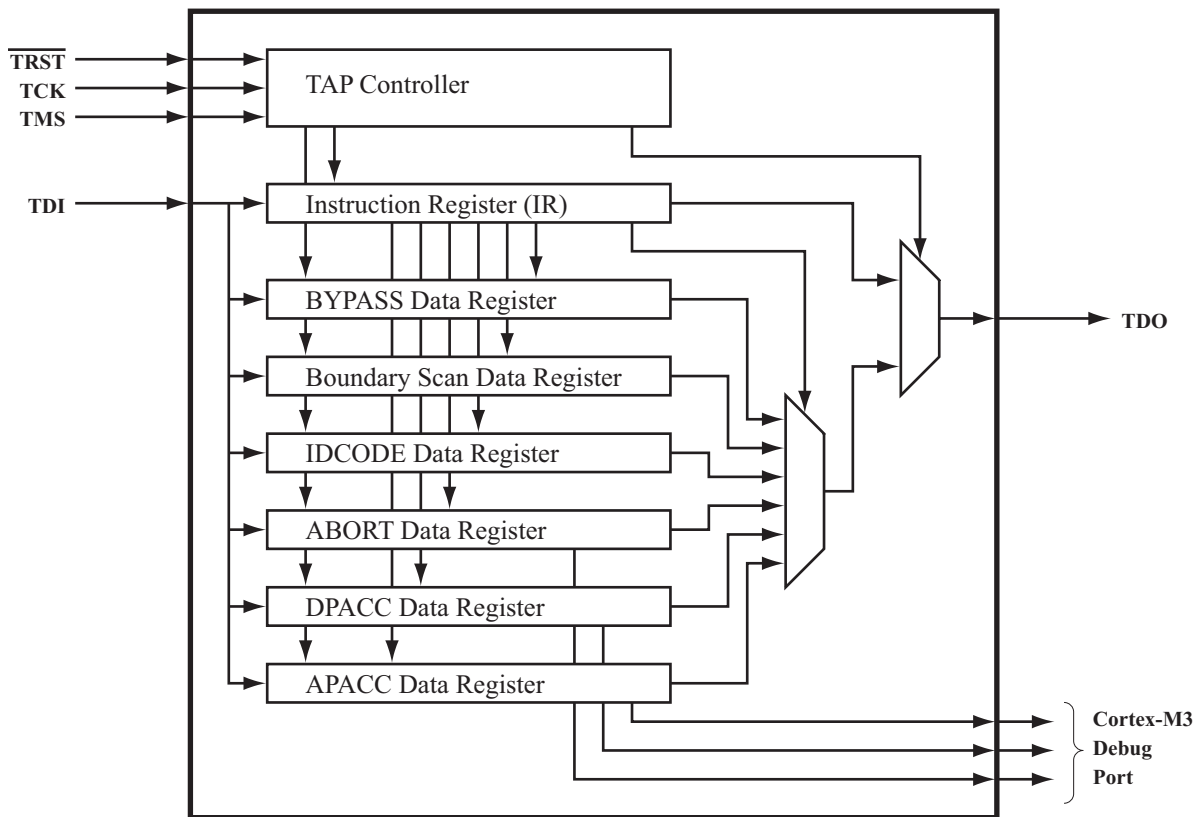 TRST
TCK
TMS
TDI
TAP Controller
Instruction Register (IR)
BYPASS Data Register
Boundary Scan Data Register
IDCODE Data Register
ABORT Data Register
DPACC Data Register
APACC Data Register
TDO
Cortex-M3
Debug
Port